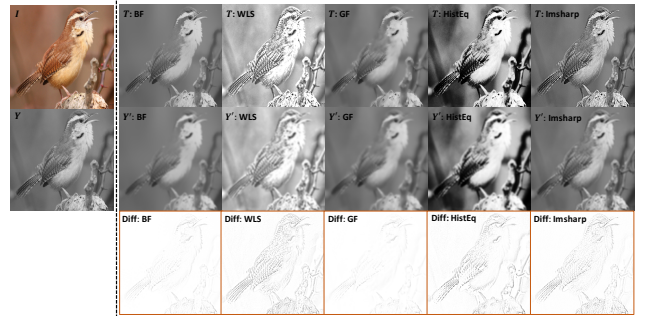 I
T: BF
T: WLS
T: GF
T: HistEq
T: Imsharp
Y
Y': BF
Y': WLS
Y': GF
Y': HistEq
Y': Imsharp
Diff: BF
Diff: WLS
Diff: GF
Diff: HistEq
Diff: Imsharp